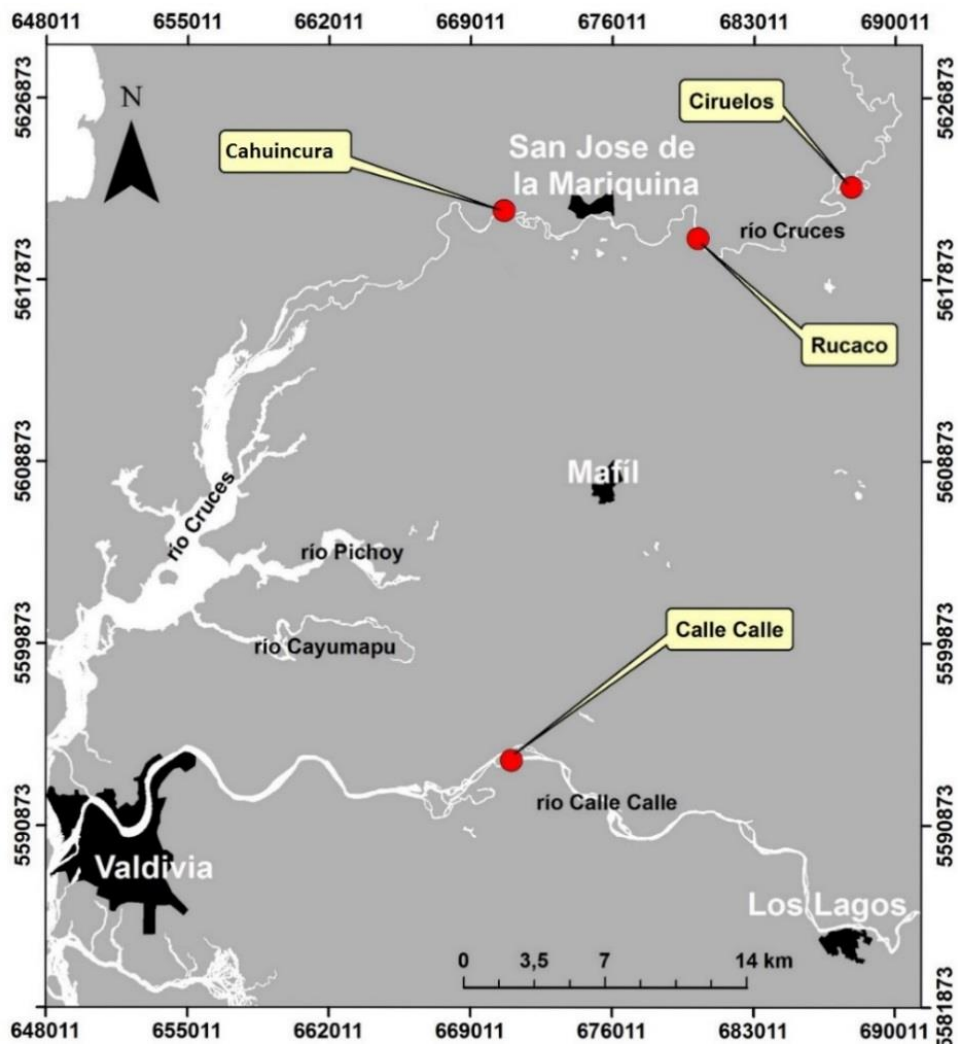 648011 655011 662011 669011 676011 683011 690011
5626873 5626873
N
Ciruelos
Cahuincura
San Jose de
la Mariquina
río Cruces
5617873 5617873
Rucaco
5608873 5608873
Mafíl
río Cruces
río Pichoy
Calle Calle
río Cayumapu
5599873 5599873
río Calle Calle
5590873 5590873
Valdivia
Los Lagos
0 3,5 7 14 km
5581873
648011 655011 662011 669011 676011 683011 690011